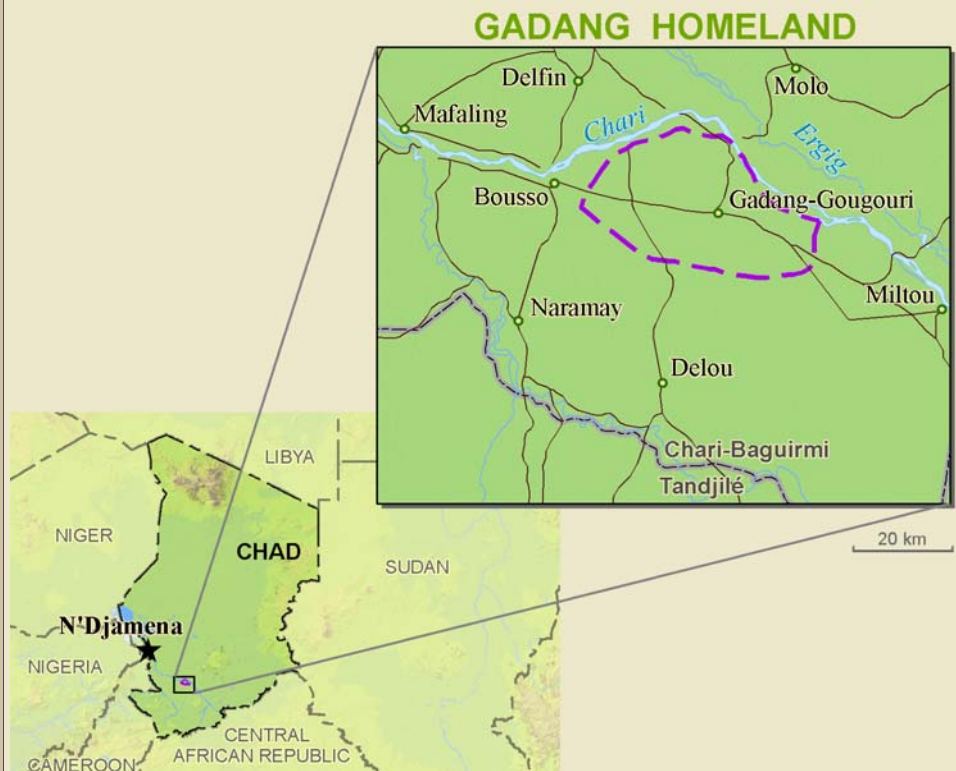 GADANG HOMELAND
Delfin
Molo
Mafaling
Chari
Ergig
Bousso
Gadang-Gougouri
Miltou
Naramay
Delou
Chari-Baguirmi
Tandjilé
20 km
LIBYA
NIGER
CHAD
SUDAN
N'Djamena
NIGERIA
CENTRAL
AFRICAN REPUBLIC
CAMEROON